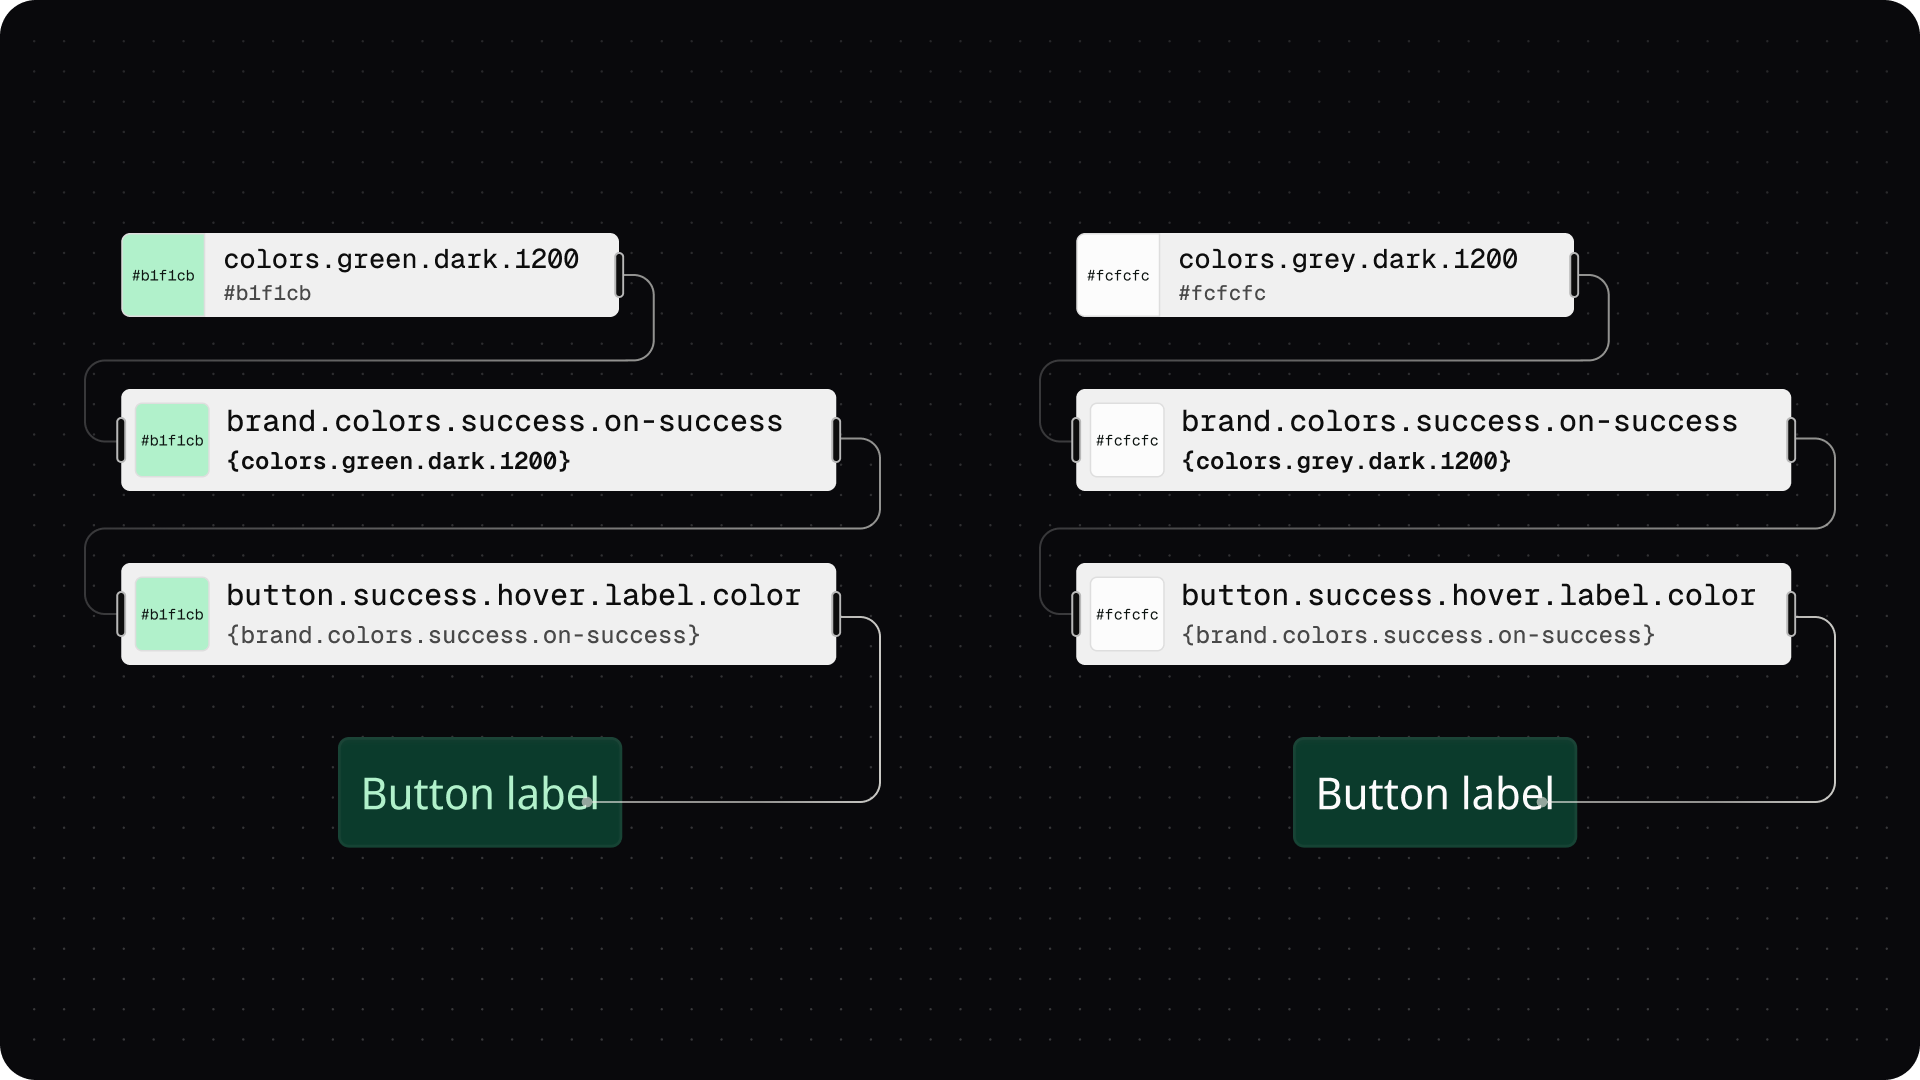 #b1f1cb
colors.green.dark.1200
#b1f1cb
#b1f1cb
brand.colors.success.on-success
{colors.green.dark.1200}
#b1f1cb
button.success.hover.label.color
{brand.colors.success.on-success}
Button label
#fcfcfc
colors.grey.dark.1200
#fcfcfc
#fcfcfc
brand.colors.success.on-success
{colors.grey.dark.1200}
#fcfcfc
button.success.hover.label.color
{brand.colors.success.on-success}
Button label